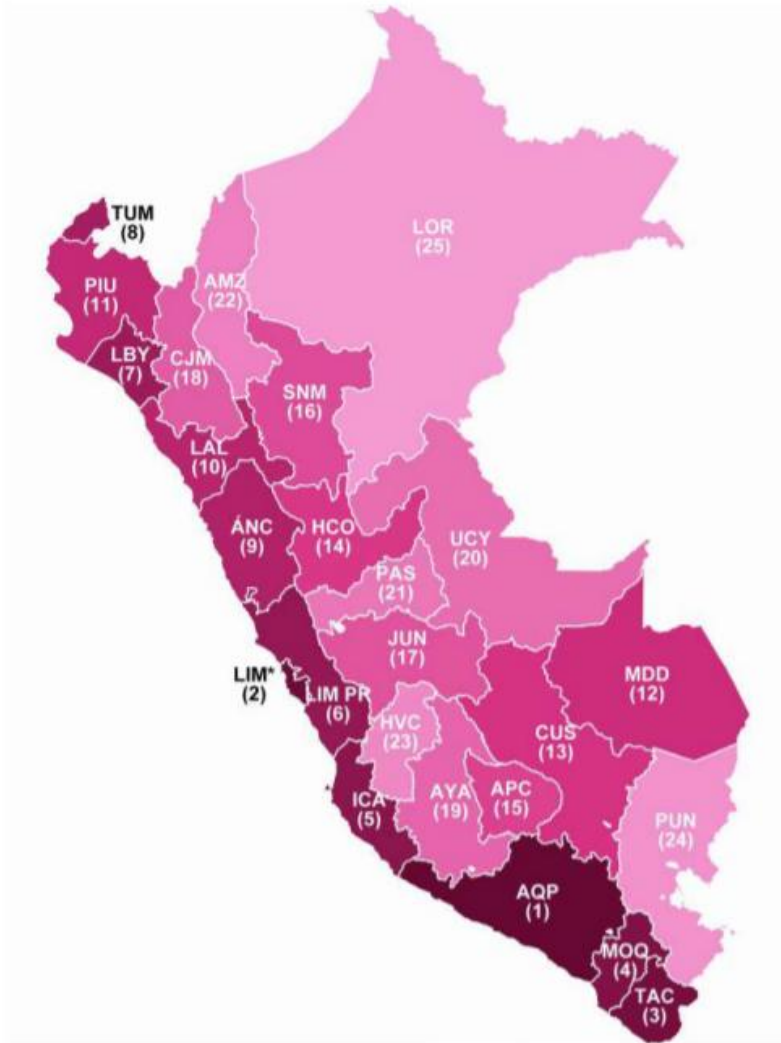 TUM
(8)
LOR
(25)
PIU
(11)
AMZ
(22)
LBY
(7)
CJM
(18)
SNM
(16)
LAL
(10)
ÁNC
(9)
HCO
(14)
UCY
(20)
PAS
(21)
JUN
(17)
LIM*
(2)
LIM PR
(6)
MDD
(12)
HVC
(23)
CUS
(13)
ICA
(5)
AYA
(19)
APC
(15)
PUN
(24)
AQP
(1)
MOQ
(4)
TAC
(3)